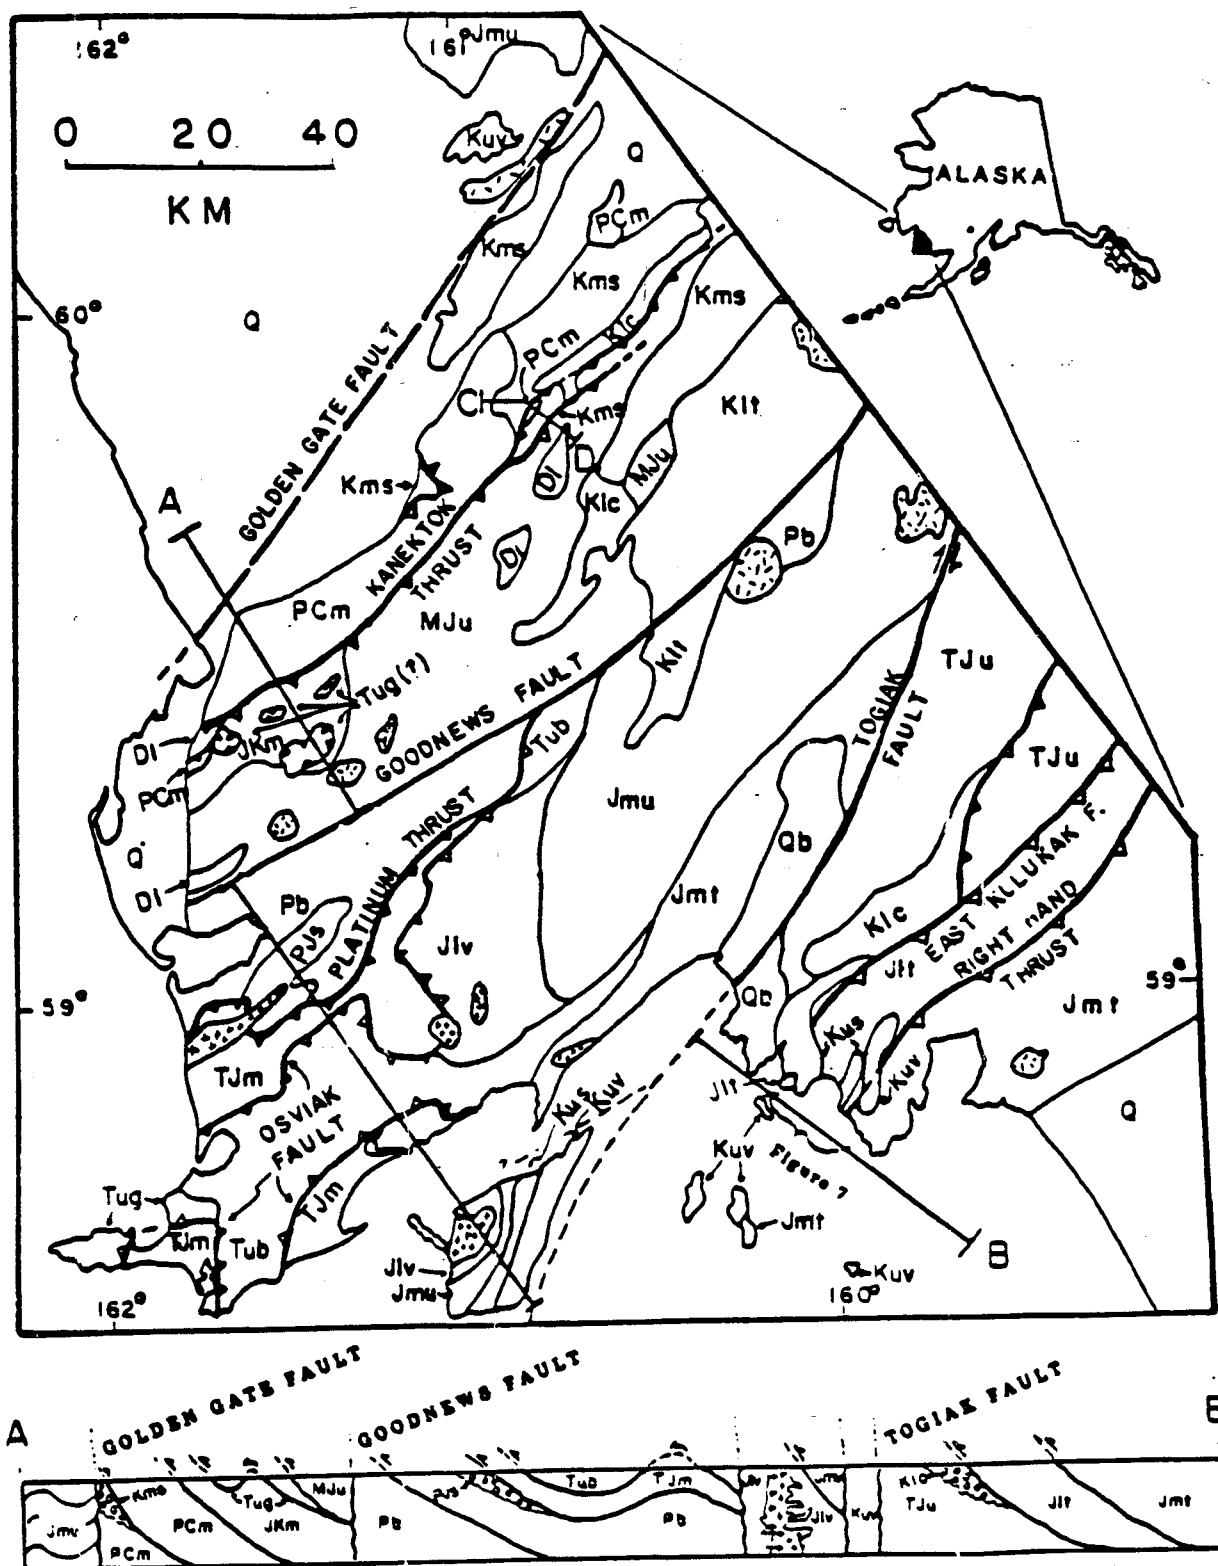 162°
161°
Jmu
0 20 40
KM
Kuv
Q
ALASKA
PCm
Kms
Kms
Kms
60°
Q
PCm
Klc
GOLDEN GATE FAULT
C
Kms
Klt
D
MJu
A
Kms
Dl
Klc
KANEKTOK THRUST
Dl
Pb
PCm
MJu
Klt
Tug(?)
TJu
GOODNEWS FAULT
TOGIAK FAULT
Dl
JKm
Tub
PCm
Jmu
TJu
Q
Qb
PLATINUM THRUST
Dl
Pb
PJs
Jlv
Jmt
Klc
EAST KULUKAK F.
Jlt
RIGHT HAND THRUST
59°
59°
Qb
Jmt
Kus
TJm
Kuv
Jlt
Q
OSVIAK FAULT
Kus
Kuv
Kuv
Figure 7
TJm
Tug
Jmt
TJm
Tub
B
Jlv
Jmu
Kuv
162°
160°
GOLDEN GATE FAULT
GOODNEWS FAULT
TOGIAK FAULT
A
B
Kms
Tug
MJu
Tub
TJm
Jmu
PCm
JKm
Pb
Pb
Jlv
Kuv
TJu
Jlt
Jmt
PCm